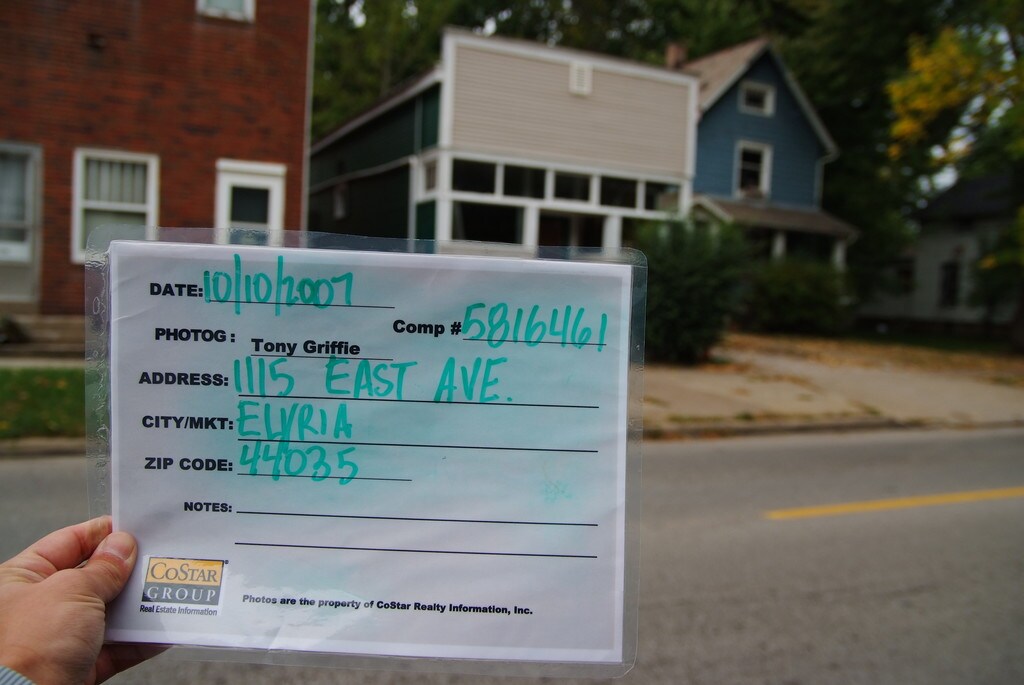 DATE: 10/10/2007
Comp # 5816461
PHOTOG: Tony Griffie
ADDRESS: 1115 EAST AVE.
CITY/MKT: ELYRIA
ZIP CODE: 44035
NOTES:
COSTAR
GROUP
Real Estate Information
Photos are the property of CoStar Realty Information, Inc.